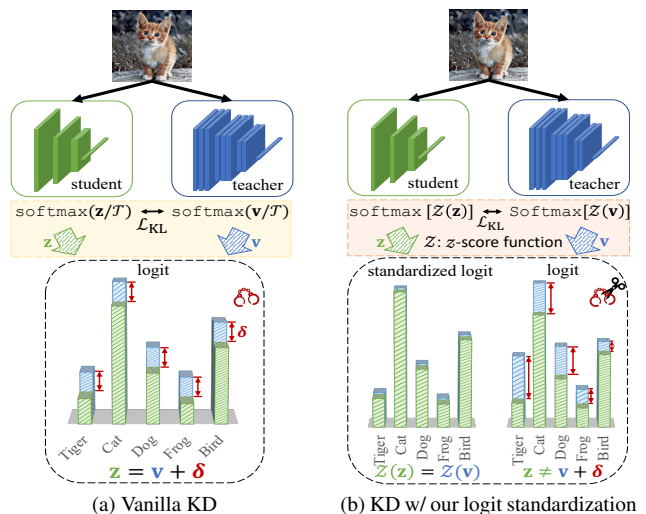 student
teacher
softmax(z/𝒯) ↔ softmax(v/𝒯)
ℒKL
z
v
logit
δ
Tiger
Cat
Dog
Frog
Bird
z = v + δ
(a) Vanilla KD
student
teacher
softmax [𝒵(z)] ↔ Softmax[𝒵(v)]
ℒKL
z
𝒵: z-score function
v
standardized logit
logit
Tiger
Cat
Dog
Frog
Bird
Tiger
Cat
Dog
Frog
Bird
𝒵(z) = 𝒵(v)
z ≠ v + δ
(b) KD w/ our logit standardization